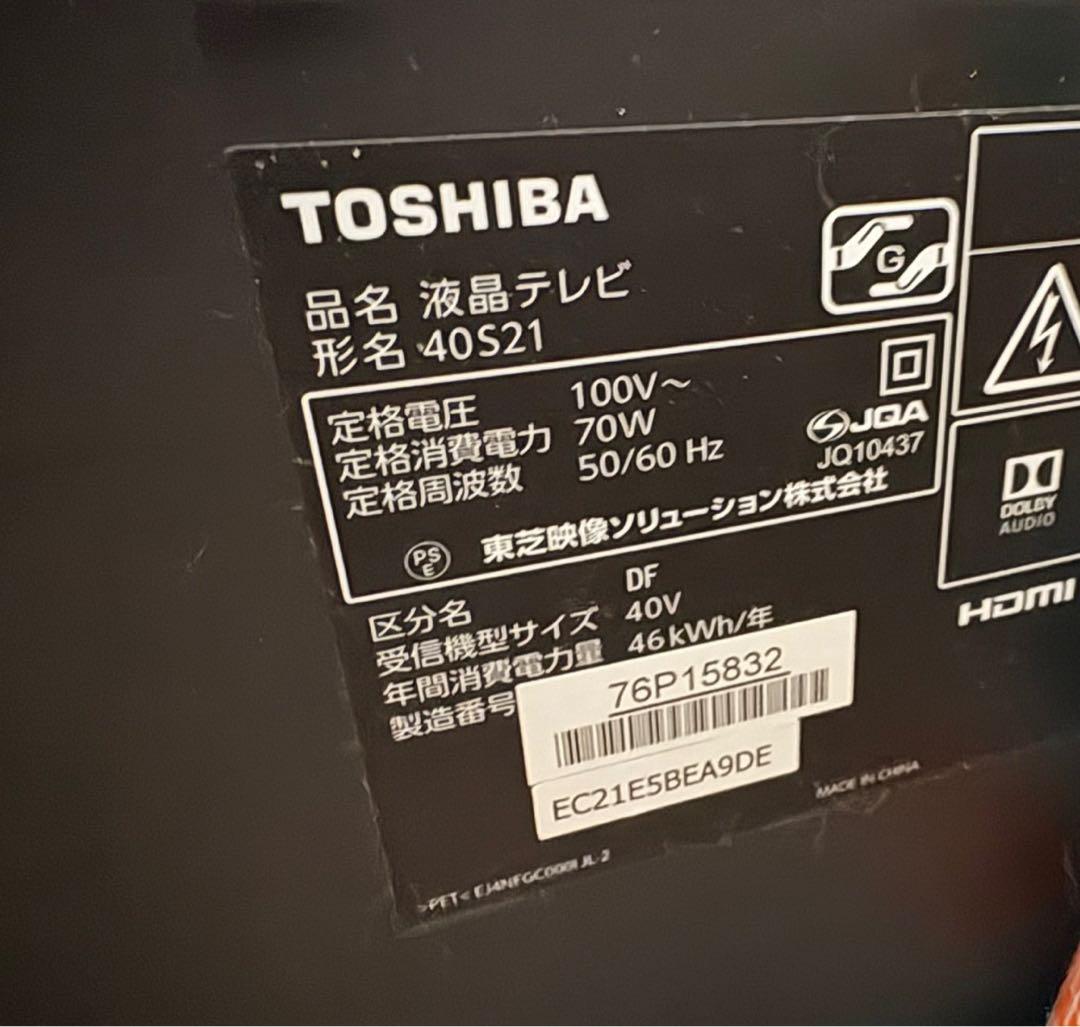 TOSHIBA
G
品名 液晶テレビ
形名 40S21
定格電圧 100V～
定格消費電力 70W
定格周波数 50/60 Hz
JQA
JQ10437
PSE 東芝映像ソリューション株式会社
DOLBY
AUDIO
HDMI
区分名 DF
受信機型サイズ 40V
年間消費電力量 46kWh/年
製造番号
76P15832
EC21E5BEA9DE
MADE IN CHINA